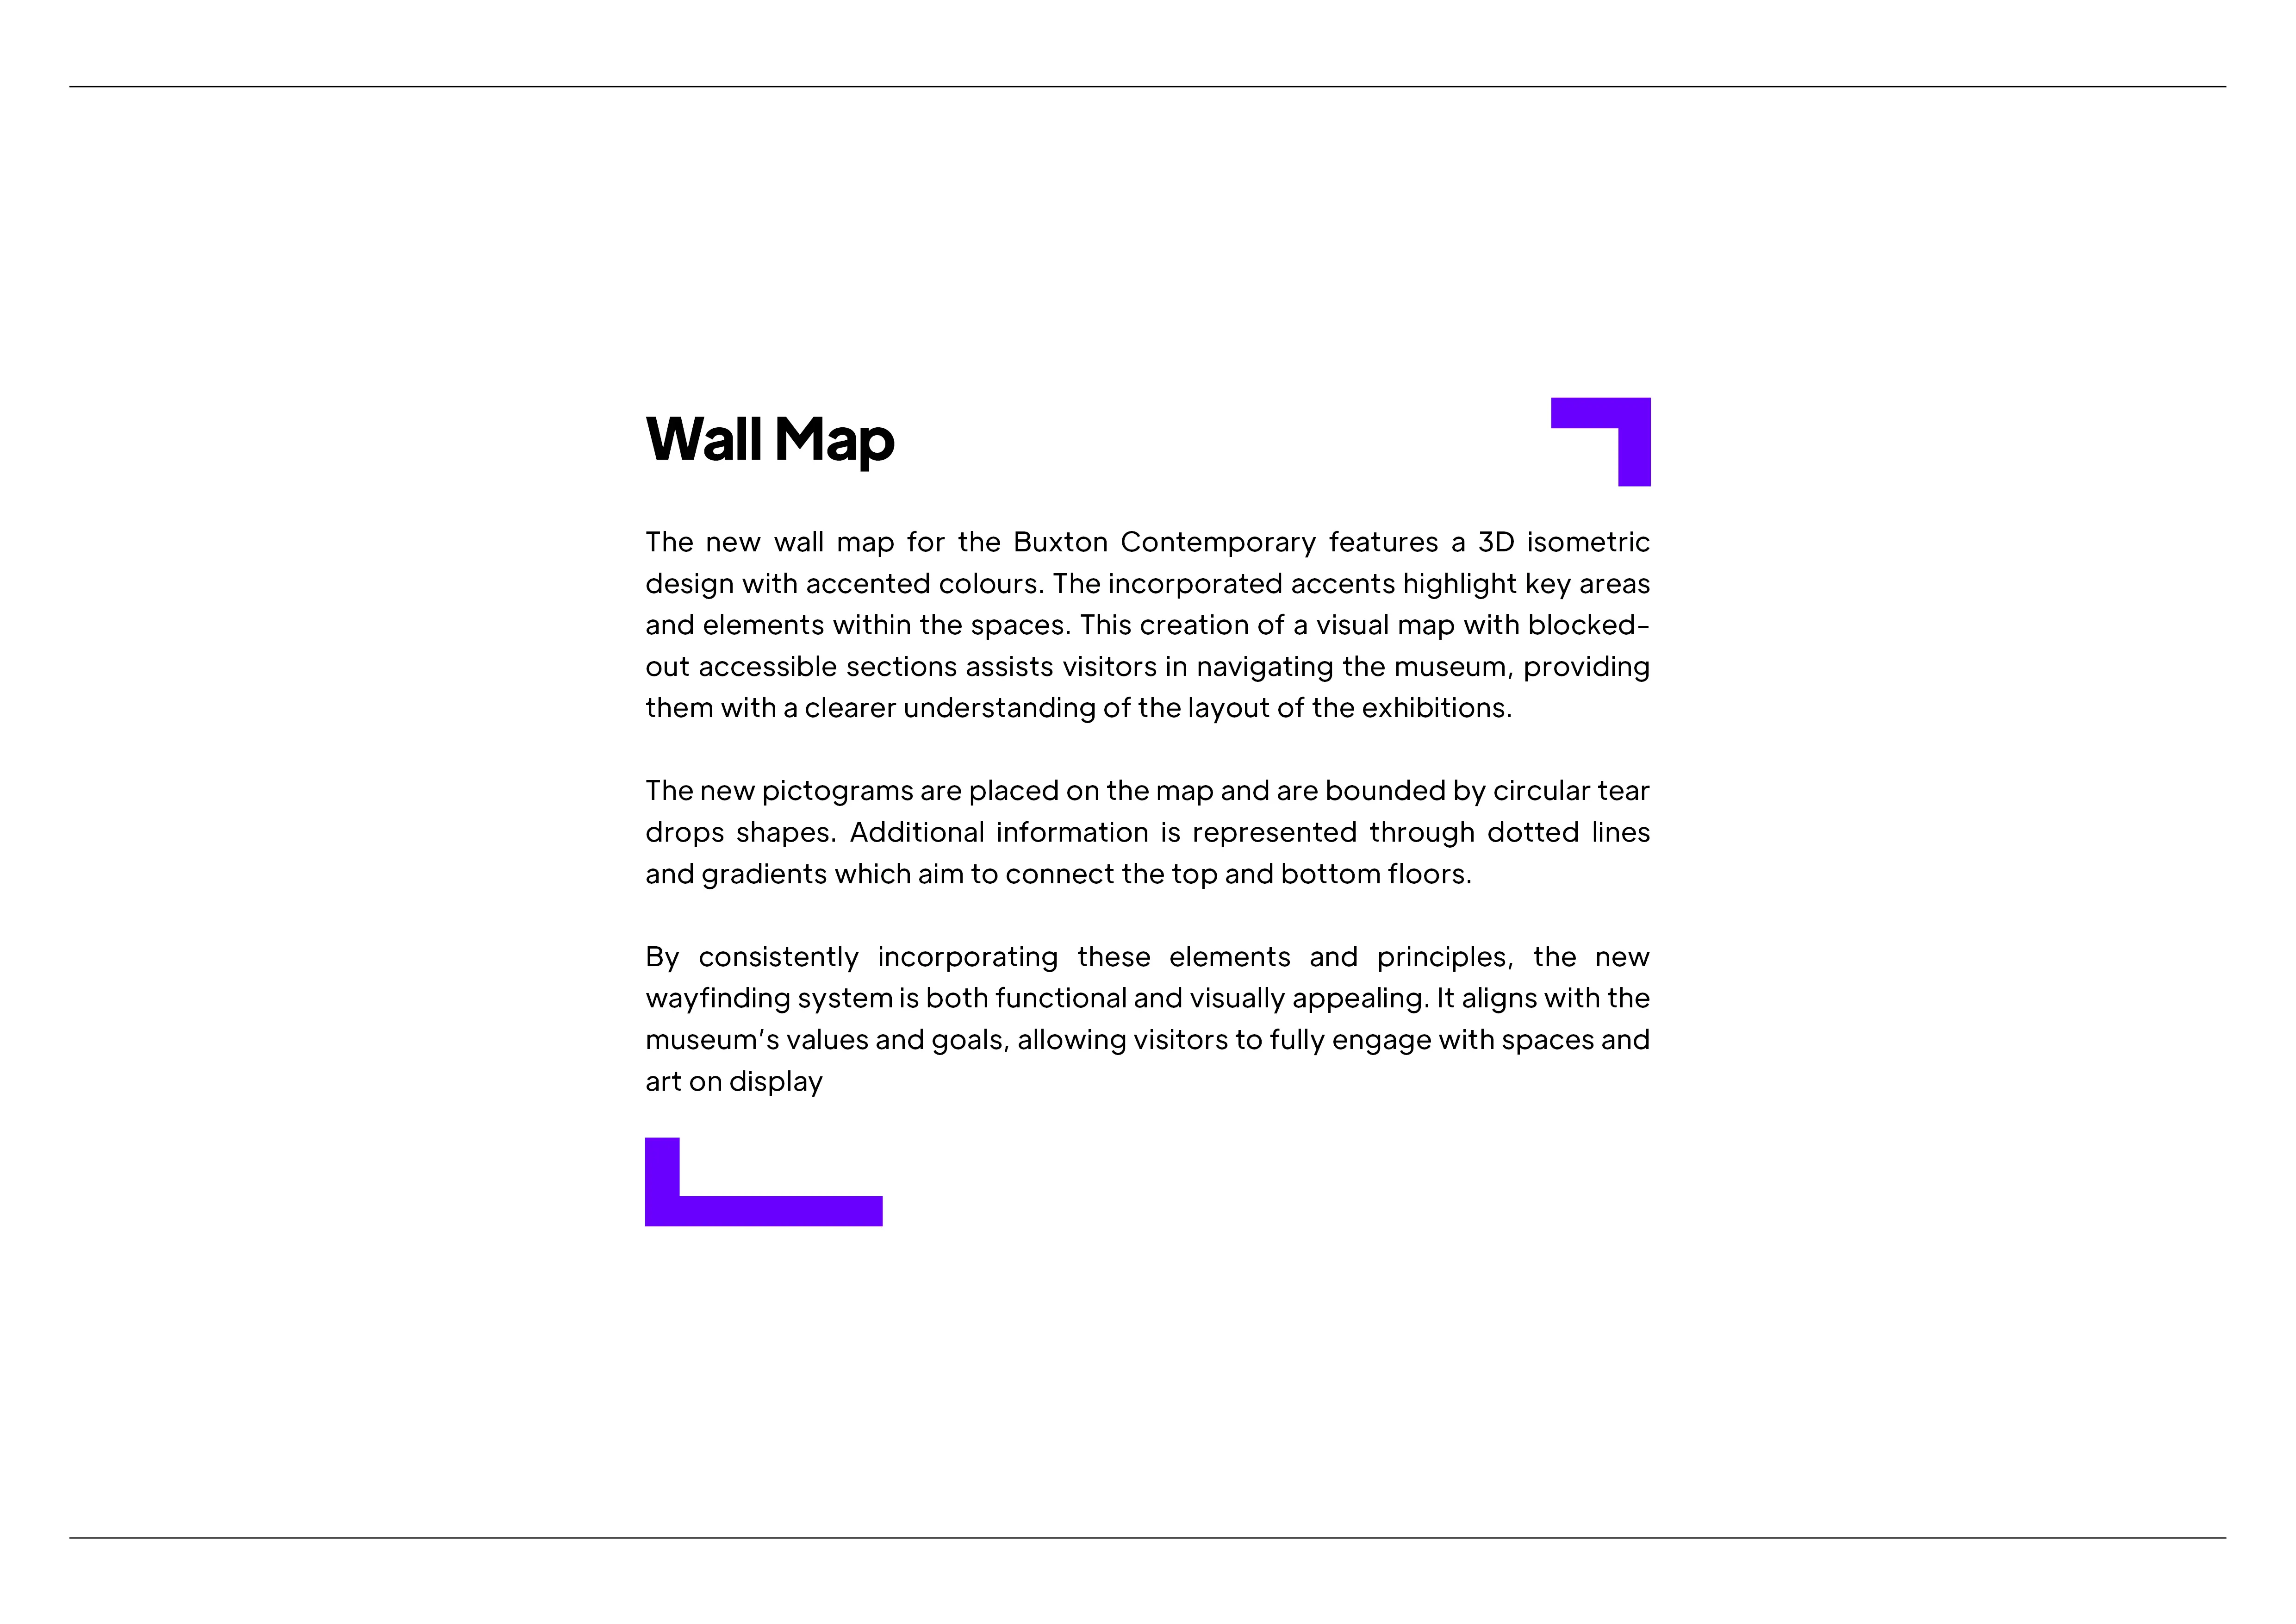 Wall Map
The new wall map for the Buxton Contemporary features a 3D isometric
design with accented colours. The incorporated accents highlight key areas
and elements within the spaces. This creation of a visual map with blocked-
out accessible sections assists visitors in navigating the museum, providing
them with a clearer understanding of the layout of the exhibitions.
The new pictograms are placed on the map and are bounded by circular tear
drops shapes. Additional information is represented through dotted lines
and gradients which aim to connect the top and bottom floors.
By consistently incorporating these elements and principles, the new
wayfinding system is both functional and visually appealing. It aligns with the
museum’s values and goals, allowing visitors to fully engage with spaces and
art on display